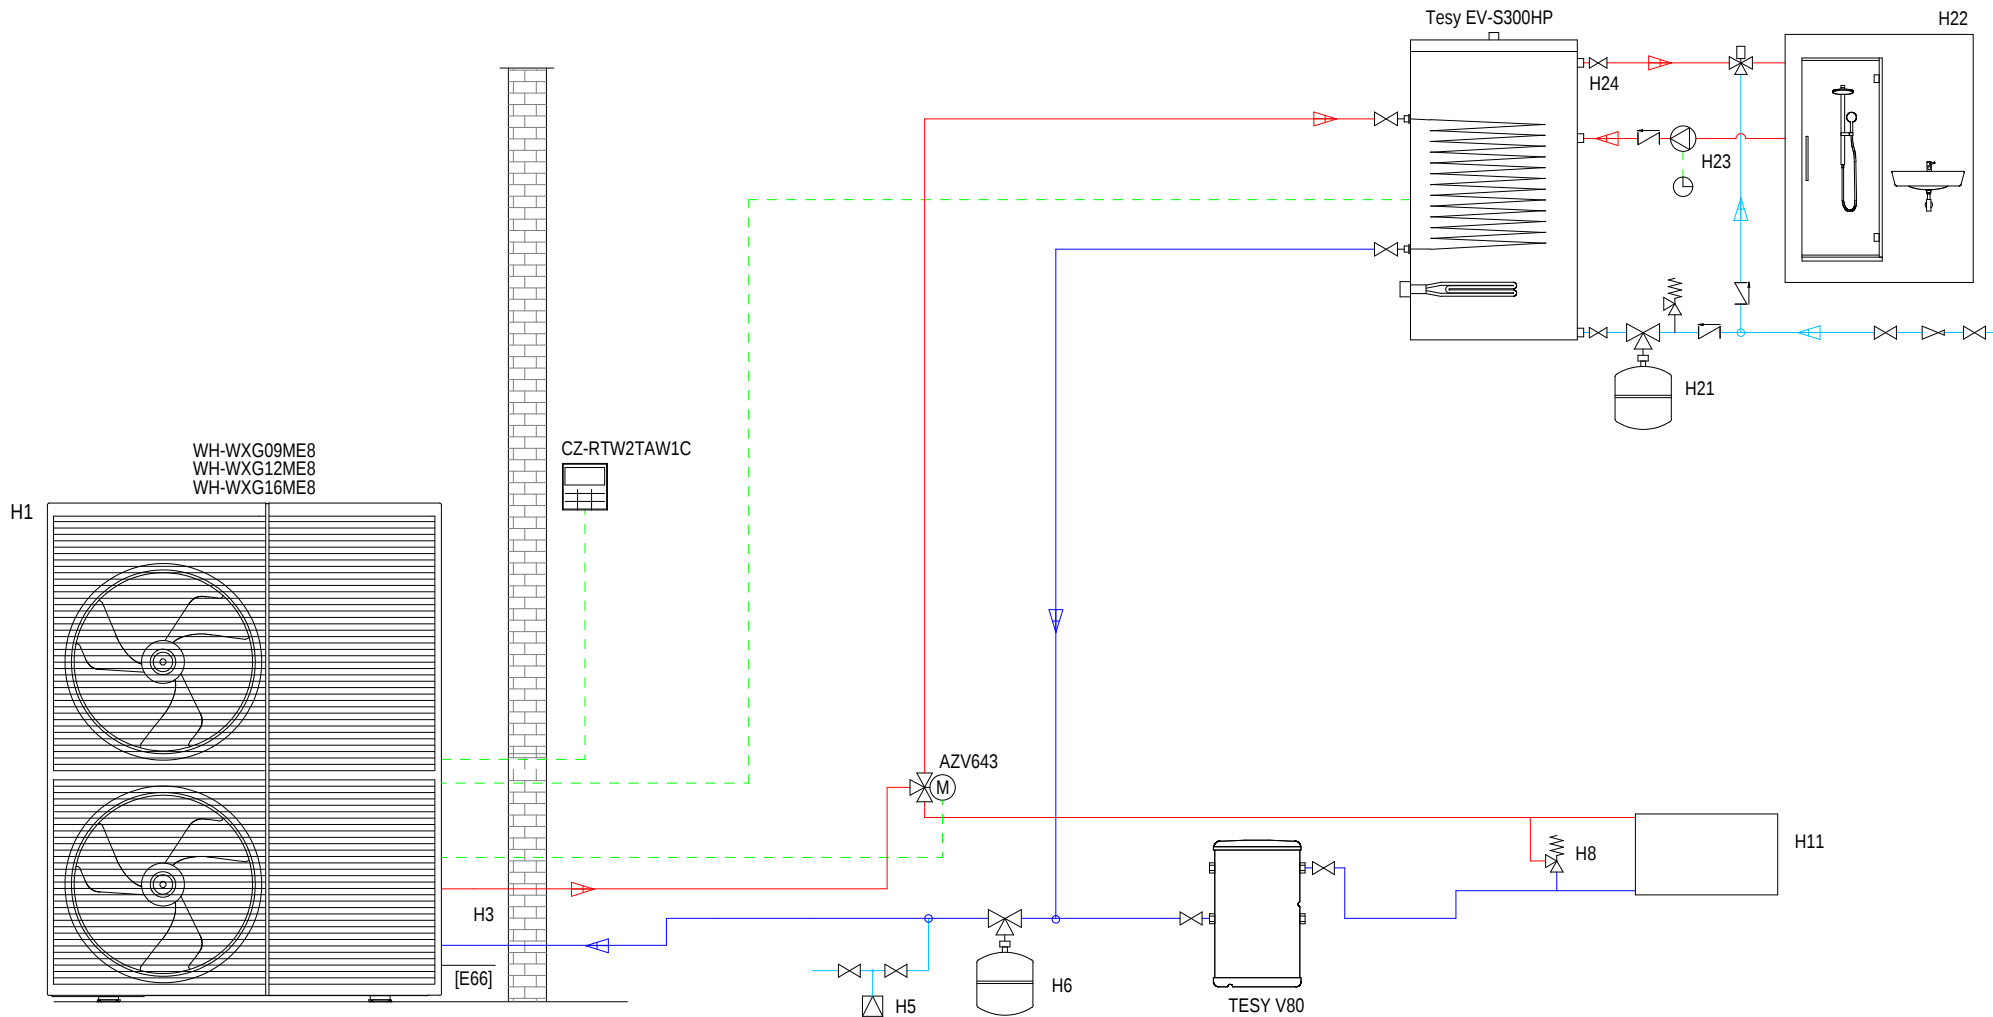 Tesy EV-S300HP
H22
H24
H23
H21
WH-WXG09ME8
WH-WXG12ME8
WH-WXG16ME8
CZ-RTW2TAW1C
H1
AZV643
M
H8
H11
H3
[E66]
H6
H5
TESY V80